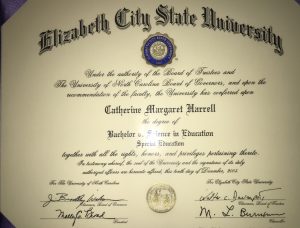 Elizabeth City State University
Under the authority of the Board of Trustees and
The University of North Carolina Board of Governors, and upon the
recommendation of the faculty, the University has conferred upon
Catherine Margaret Harrell
the degree of
Bachelor of Science in Education
Special Education
together with all the rights, honors, and privileges pertaining thereto.
In testimony thereof, the seal of the University and the signatures of its duly
authorized officers are hereunto affixed, this tenth day of December,
For The University of North Carolina
For Elizabeth City State University